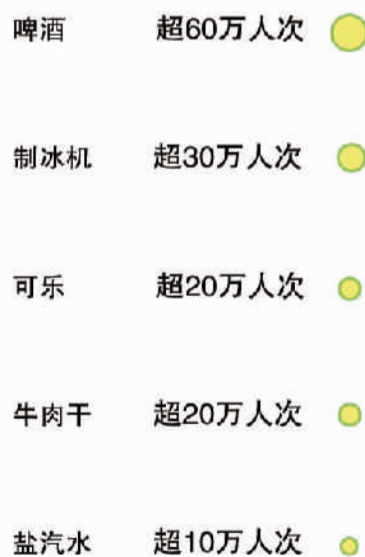 啤酒 超60万人次
制冰机 超30万人次
可乐 超20万人次
牛肉干 超20万人次
盐汽水 超10万人次